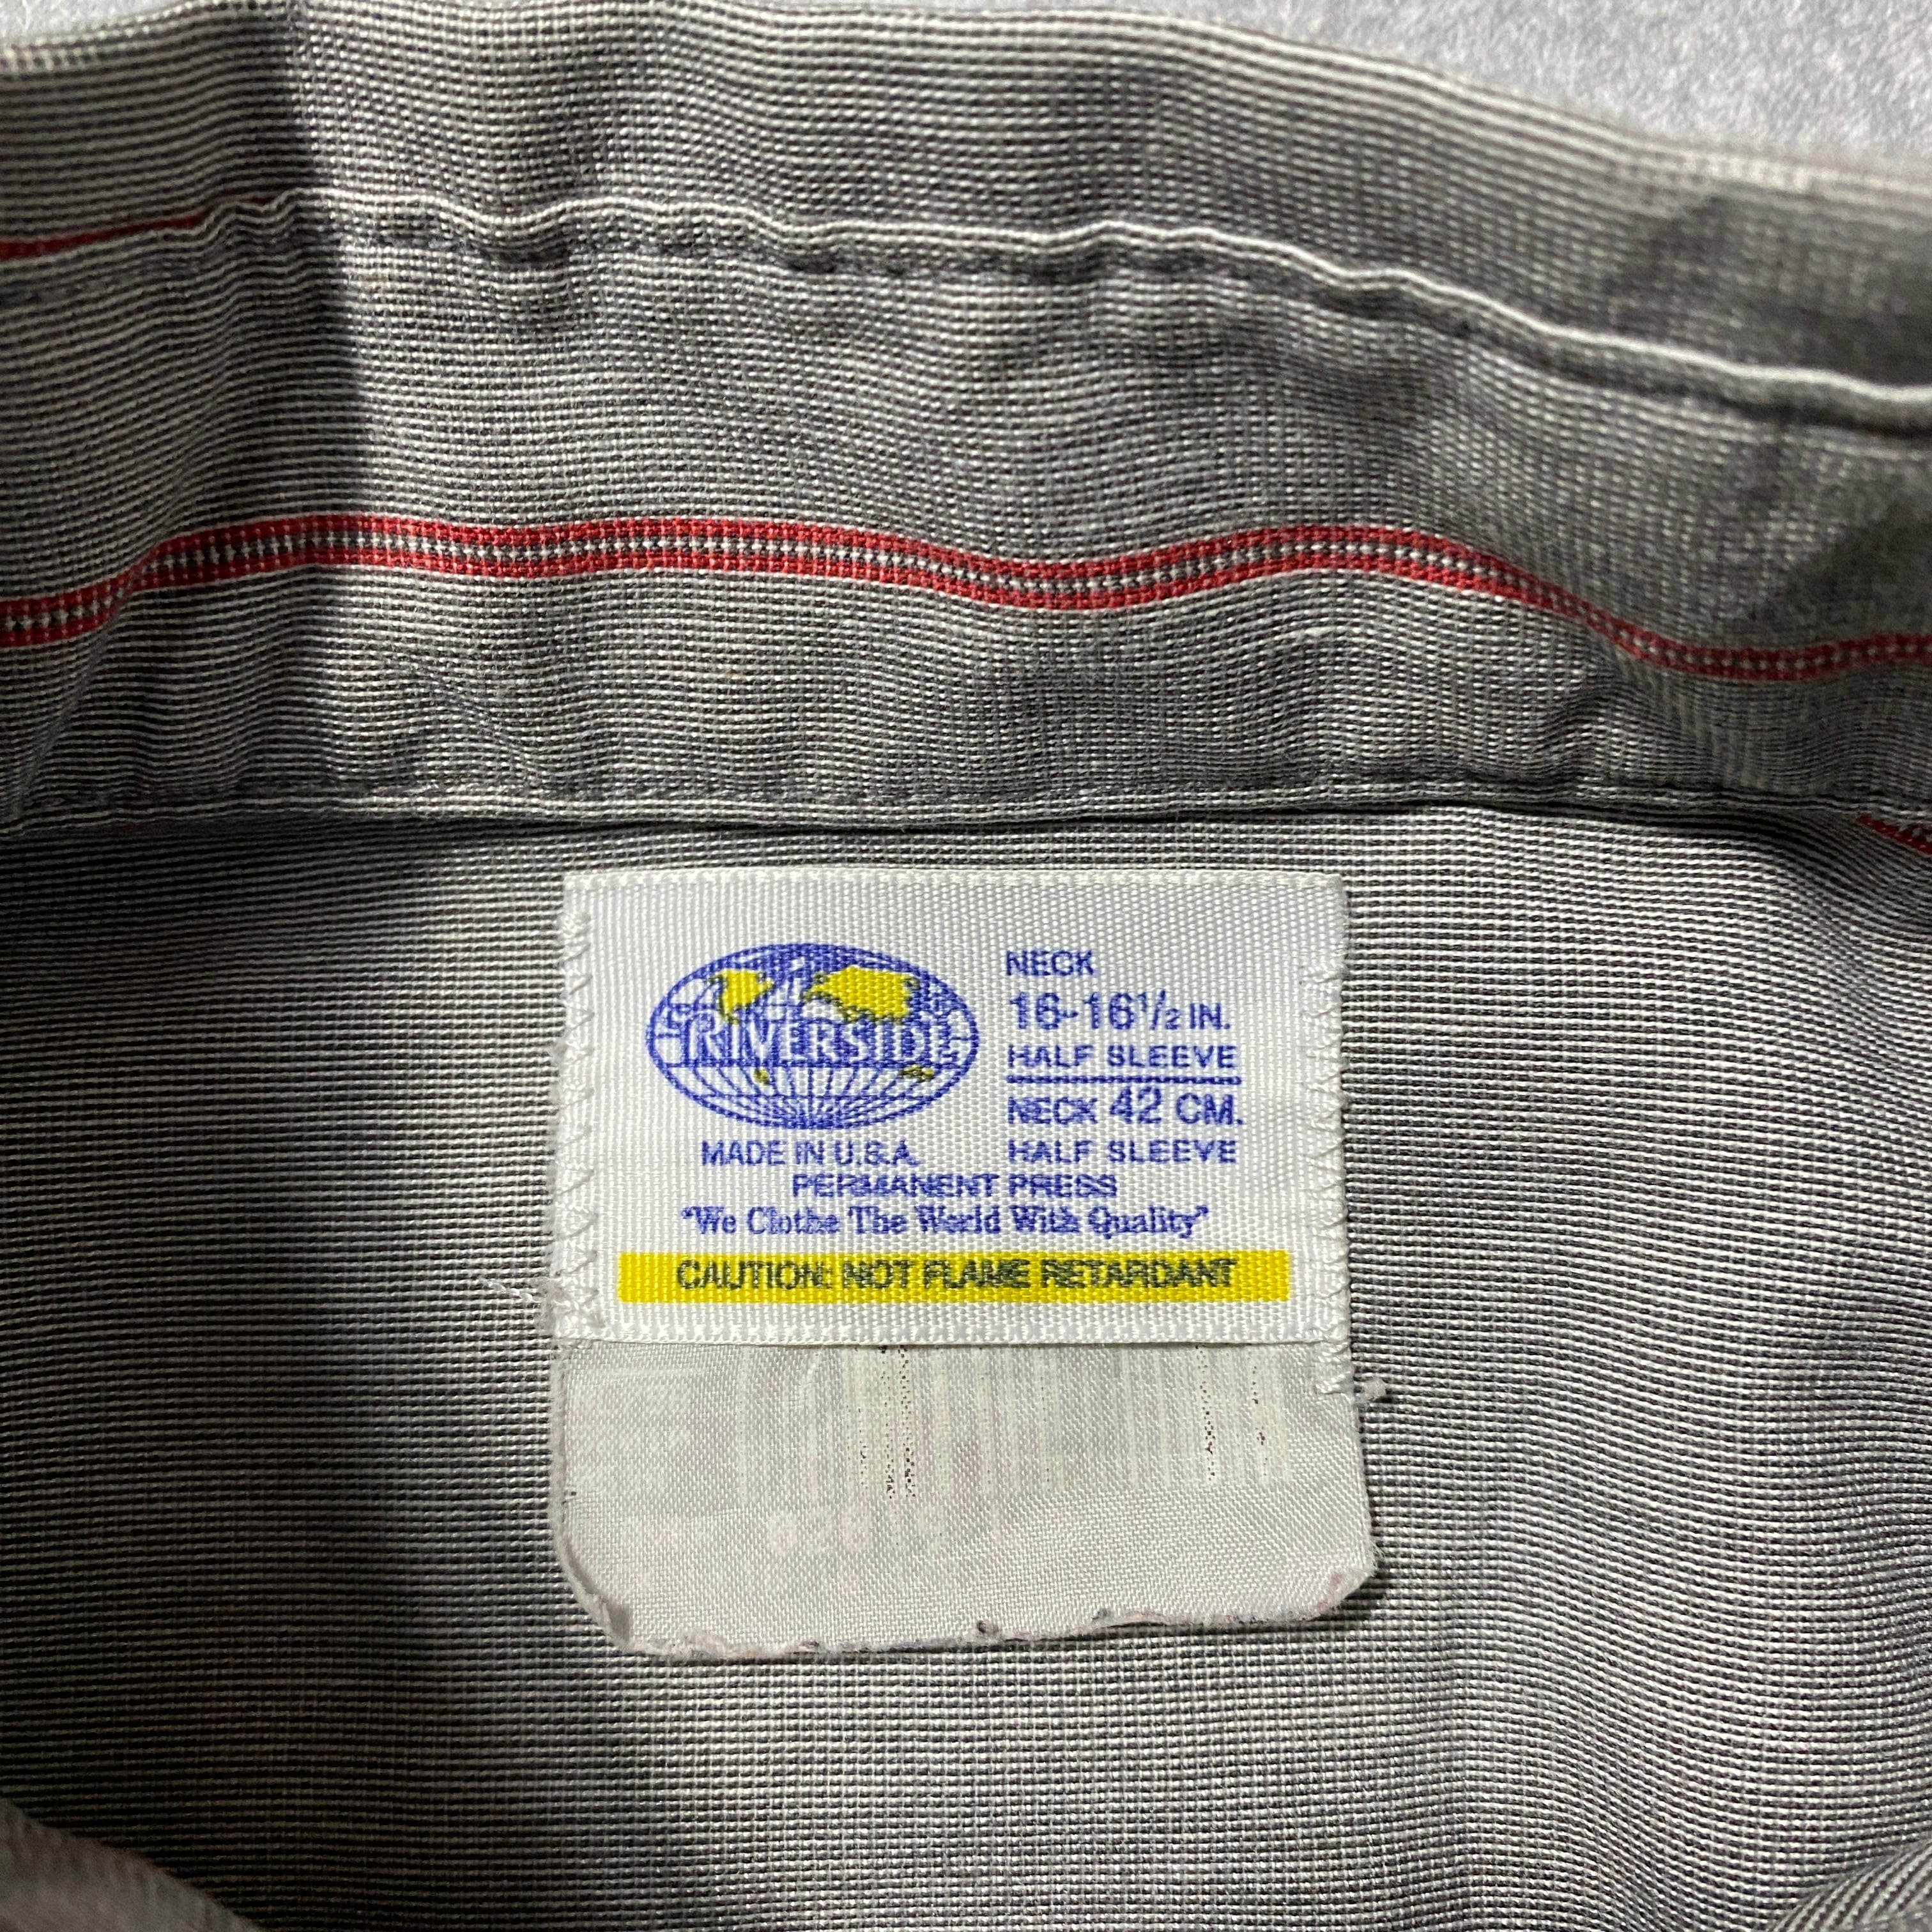 RIVERSIDE
NECK
16-16½ IN.
HALF SLEEVE
NECK 42 CM.
HALF SLEEVE
MADE IN U.S.A.
PERMANENT PRESS
"We Clothe The World With Quality"
CAUTION: NOT FLAME RETARDANT